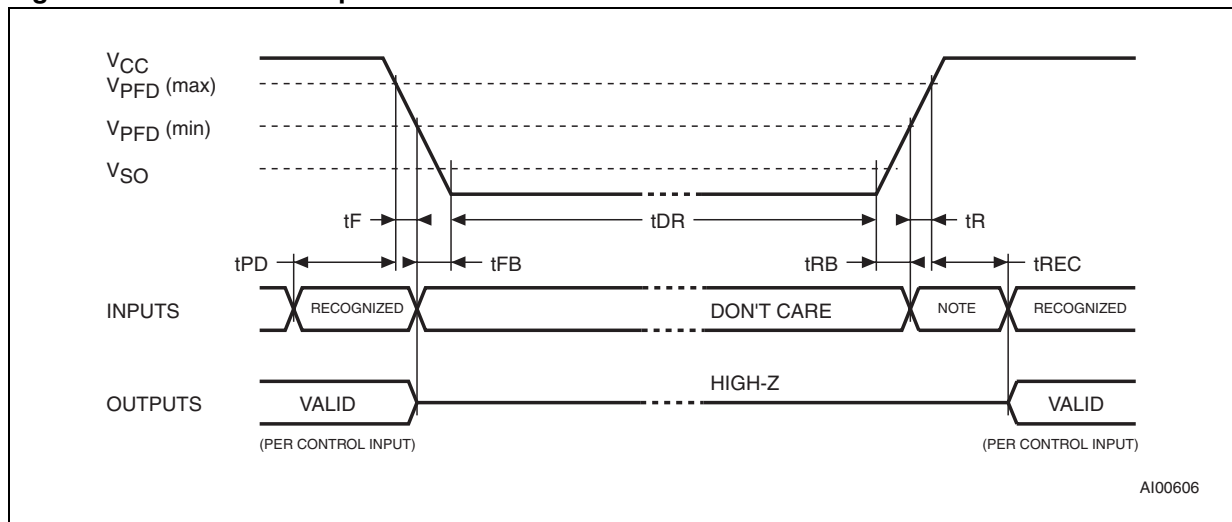 VCC
VPFD (max)
VPFD (min)
VSO
tF
tDR
tR
tPD
tFB
tRB
tREC
INPUTS
RECOGNIZED
DON'T CARE
NOTE
RECOGNIZED
HIGH-Z
OUTPUTS
VALID
VALID
(PER CONTROL INPUT)
(PER CONTROL INPUT)
AI00606